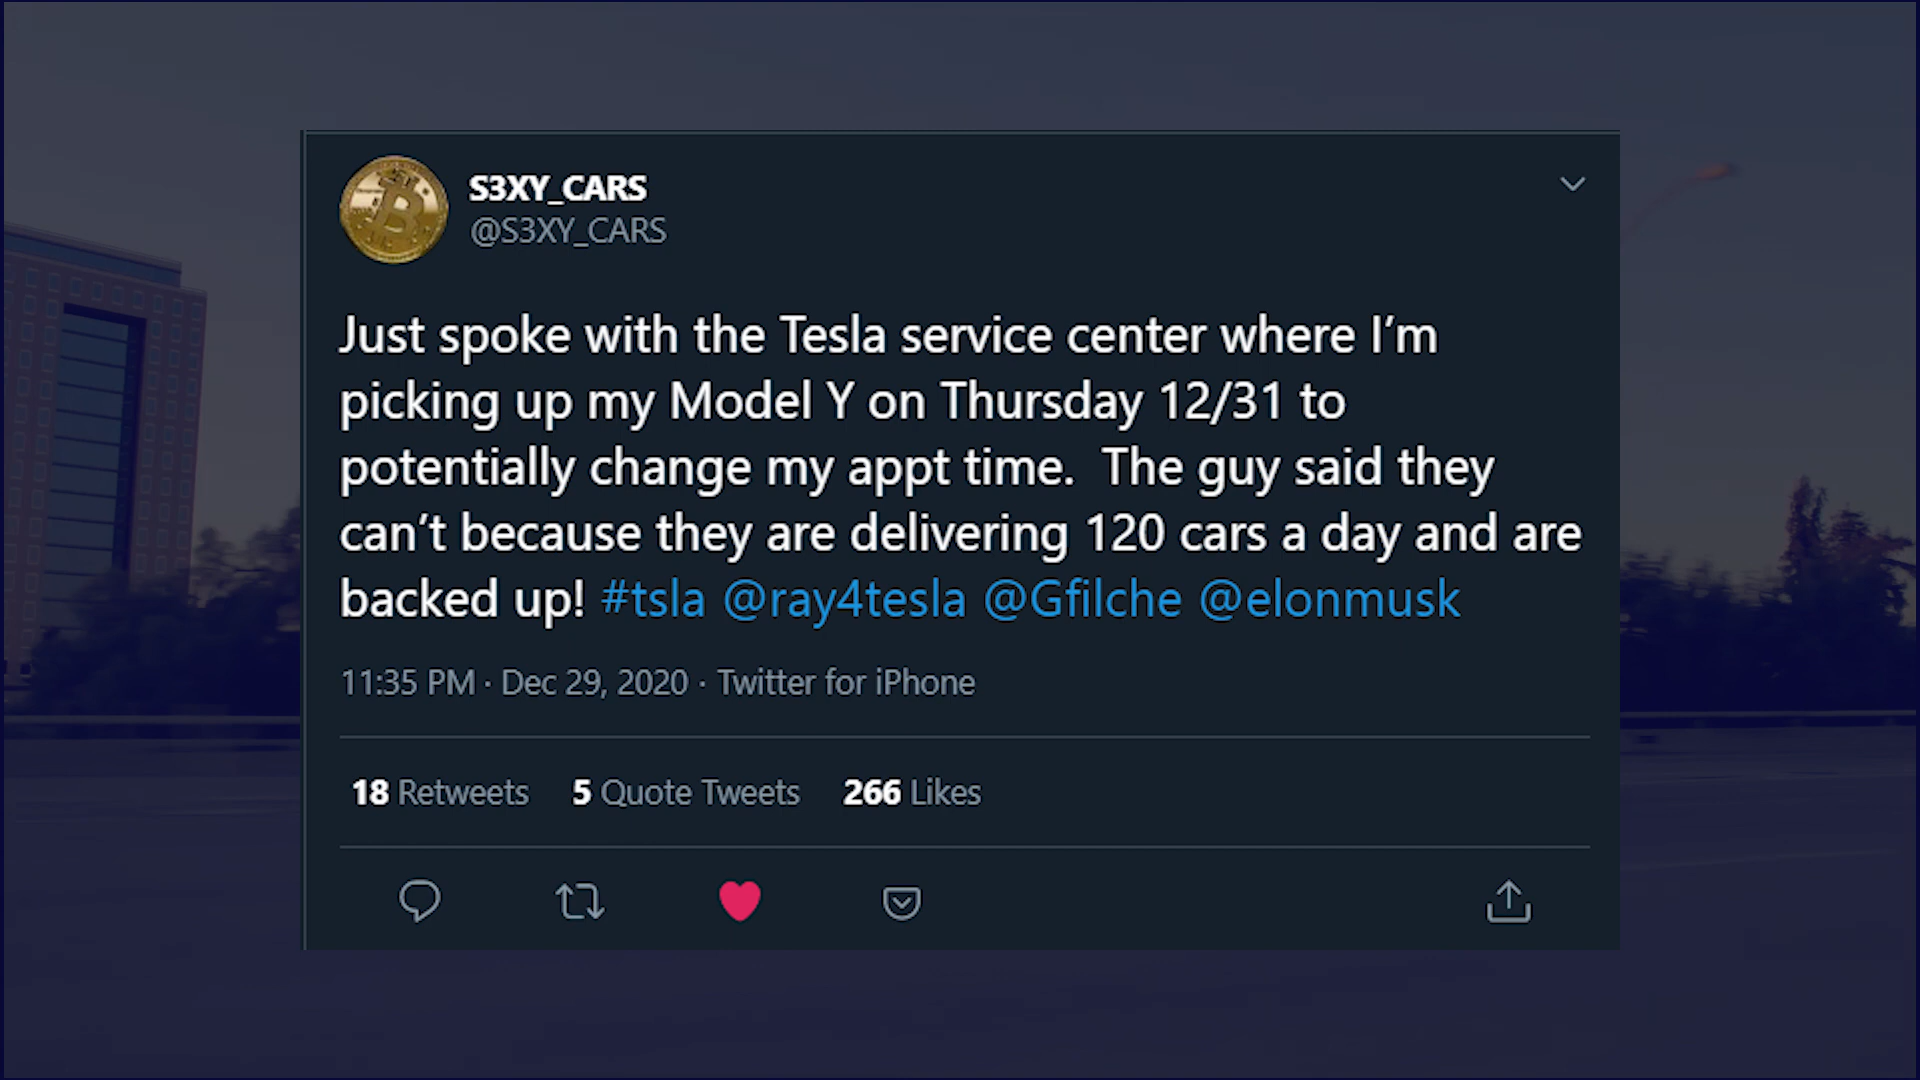 S3XY_CARS
@S3XY_CARS
Just spoke with the Tesla service center where I'm
picking up my Model Y on Thursday 12/31 to
potentially change my appt time.  The guy said they
can't because they are delivering 120 cars a day and are
backed up! #tsla @ray4tesla @Gfilche @elonmusk
11:35 PM · Dec 29, 2020 · Twitter for iPhone
18 Retweets 5 Quote Tweets 266 Likes